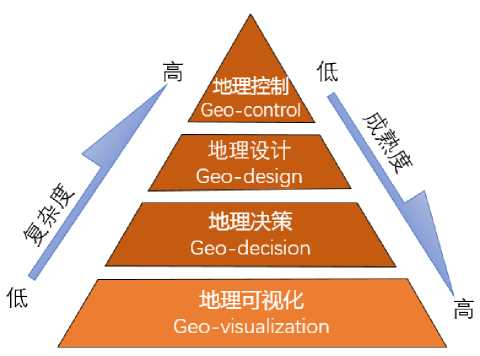 高
低
地理控制
Geo-control
地理设计
Geo-design
复杂度
成熟度
地理决策
Geo-decision
低
高
地理可视化
Geo-visualization